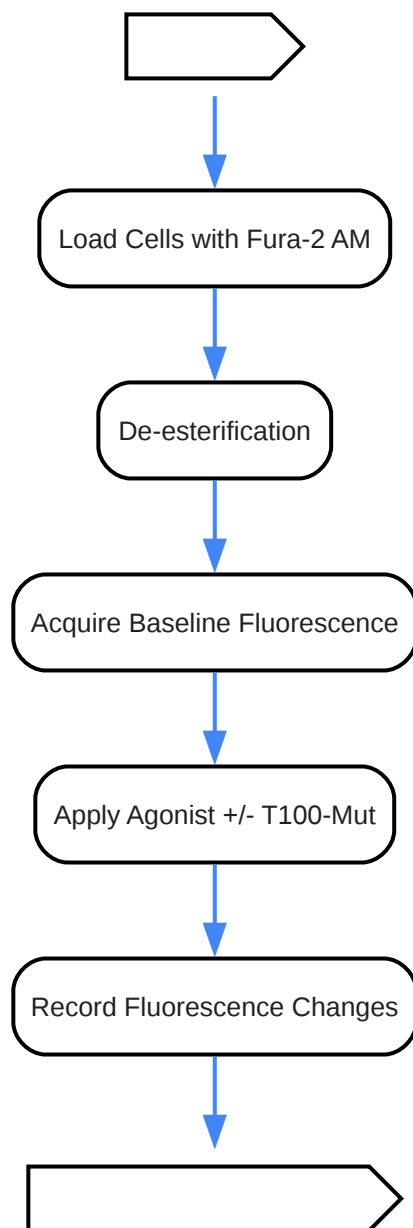 Load Cells with Fura-2 AM
De-esterification
Acquire Baseline Fluorescence
Apply Agonist +/- T100-Mut
Record Fluorescence Changes